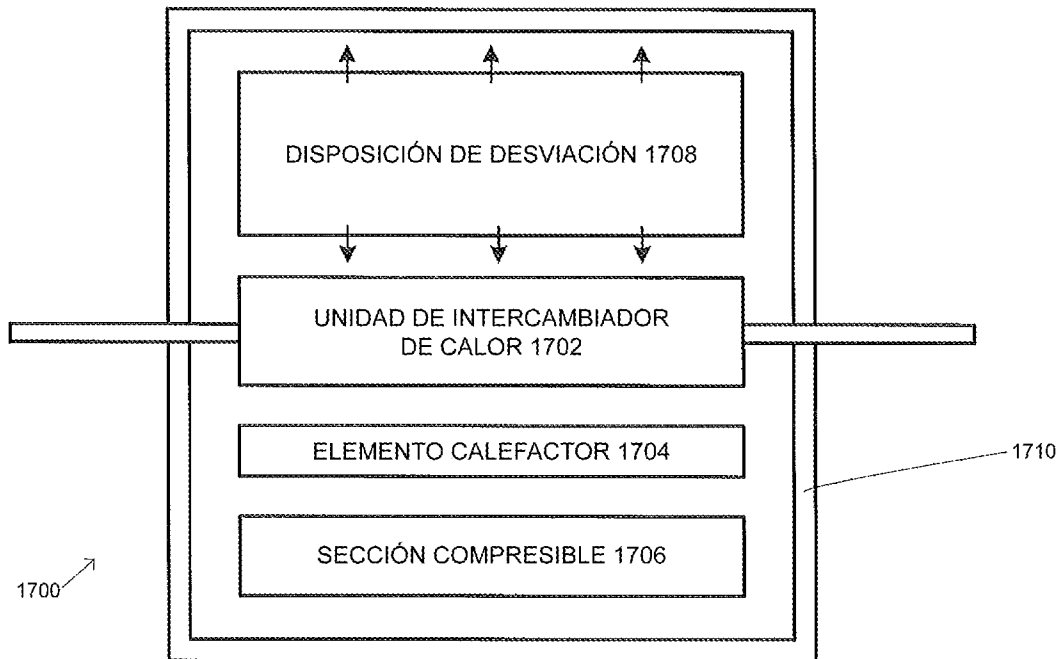 DISPOSICIÓN DE DESVIACIÓN 1708
UNIDAD DE INTERCAMBIADOR
DE CALOR 1702
ELEMENTO CALEFACTOR 1704
1710
SECCIÓN COMPRESIBLE 1706
1700